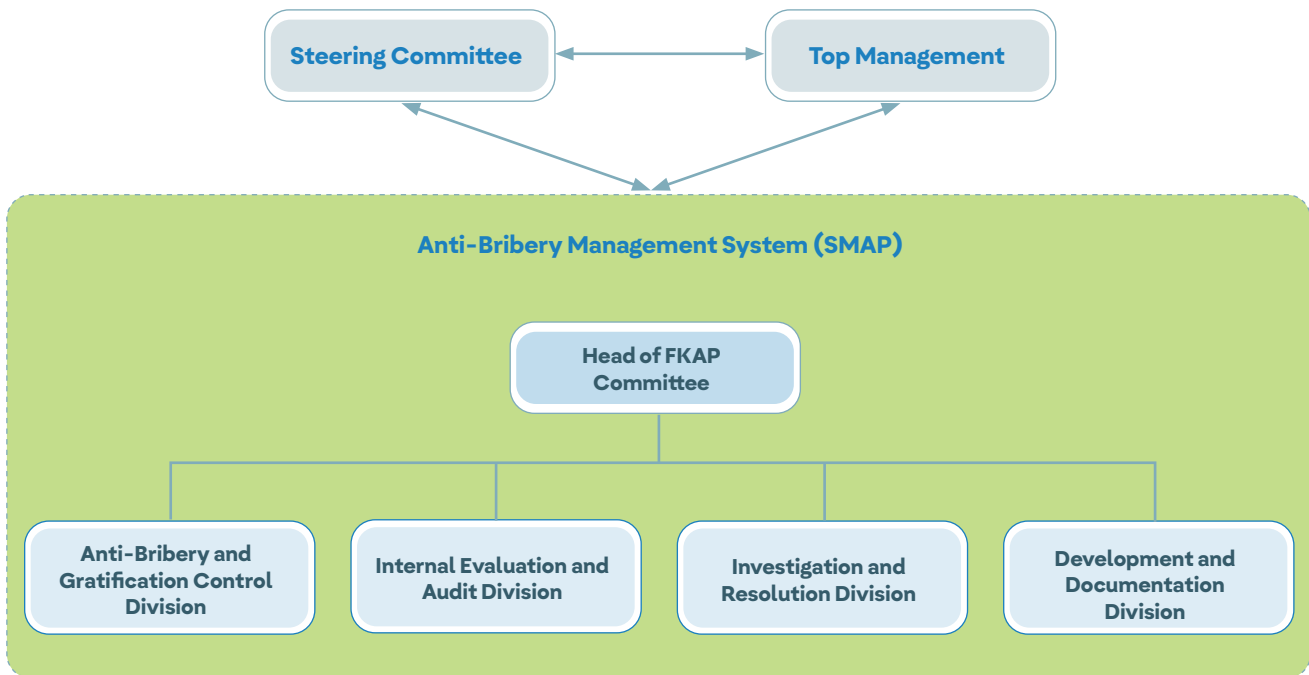 Steering Committee
Top Management
Anti-Bribery Management System (SMAP)
Head of FKAP
Committee
Anti-Bribery and
Gratification Control
Division
Internal Evaluation and
Audit Division
Investigation and
Resolution Division
Development and
Documentation
Division